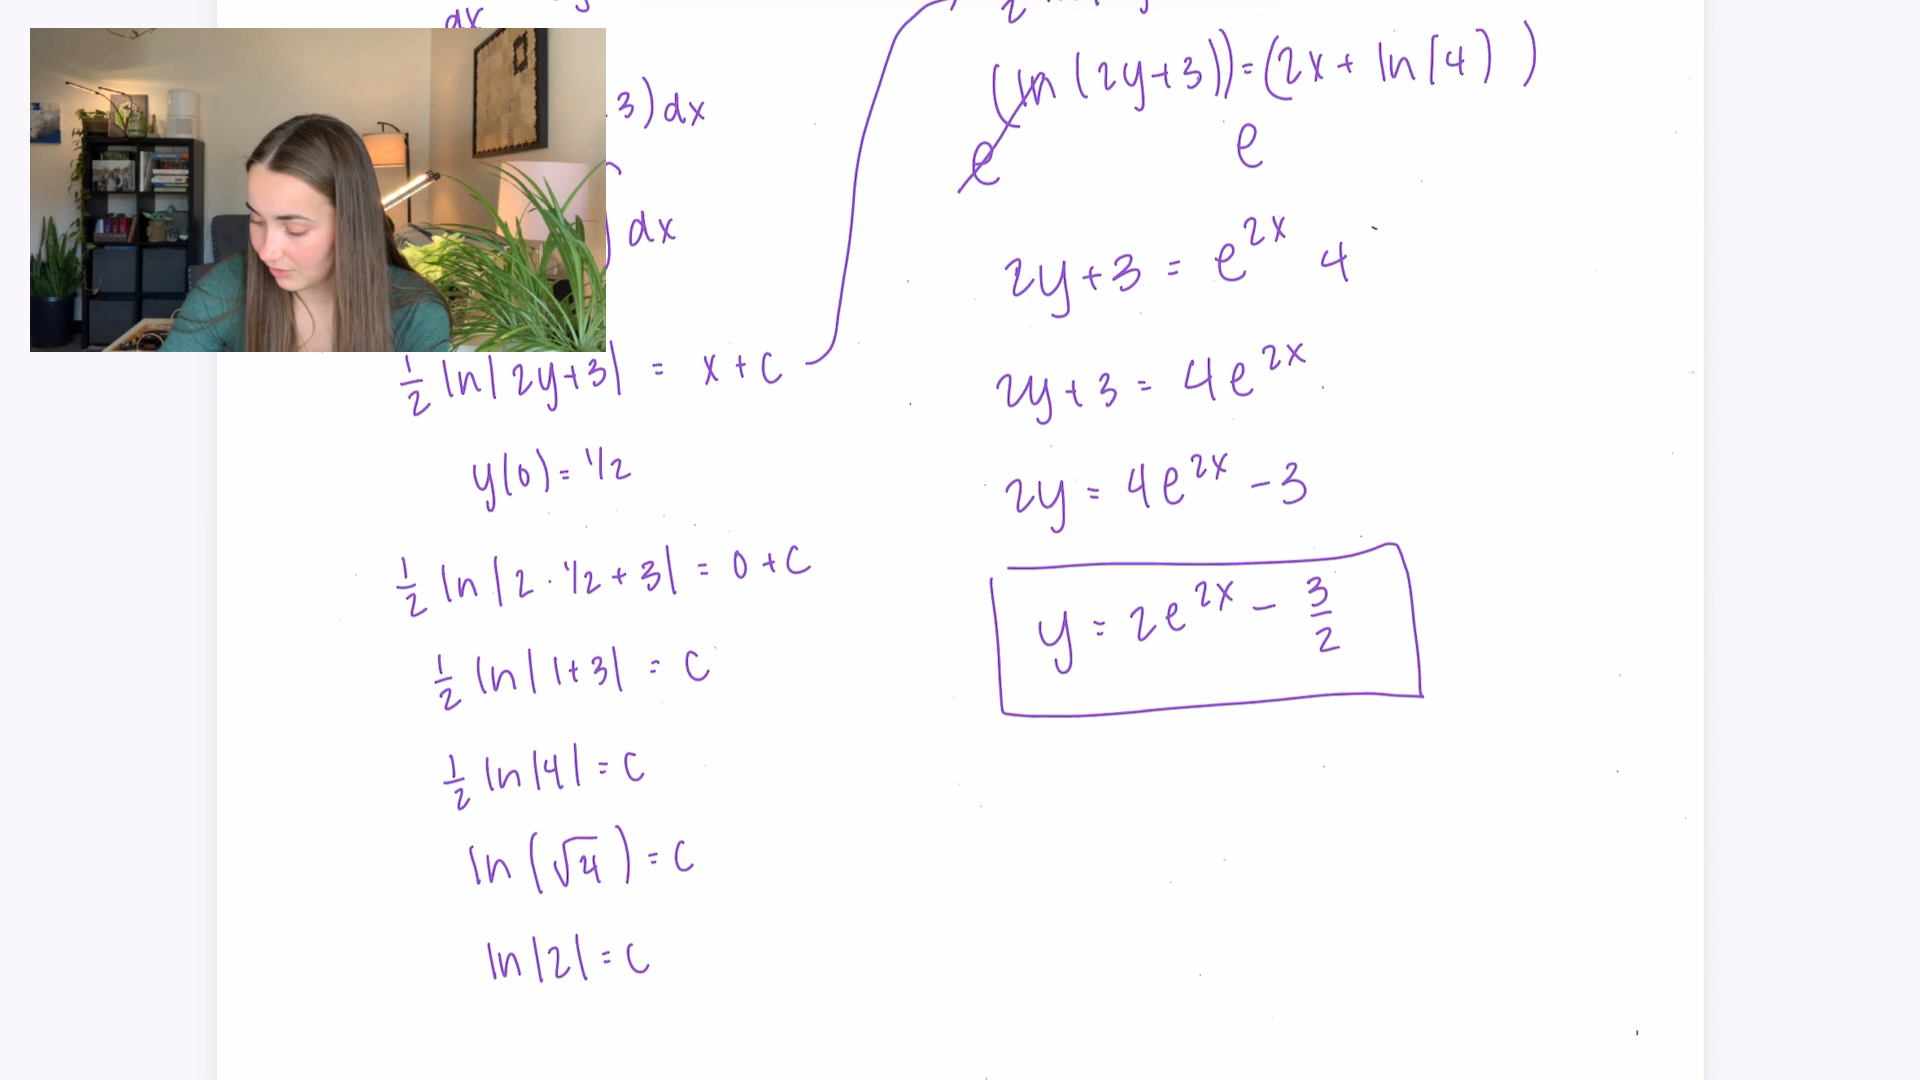 dx
3)dx
dx
½ ln|2y+3| = x + C
y(0) = 1/2
½ ln|2 · 1/2 + 3| = 0 + C
½ ln|1+3| = C
½ ln|4| = C
ln(√4) = C
ln|2| = C
(ln(2y+3)) = (2x + ln(4))
e e
2y+3 = e^2x 4
2y+3 = 4e^2x
2y = 4e^2x - 3
y = 2e^2x - 3/2